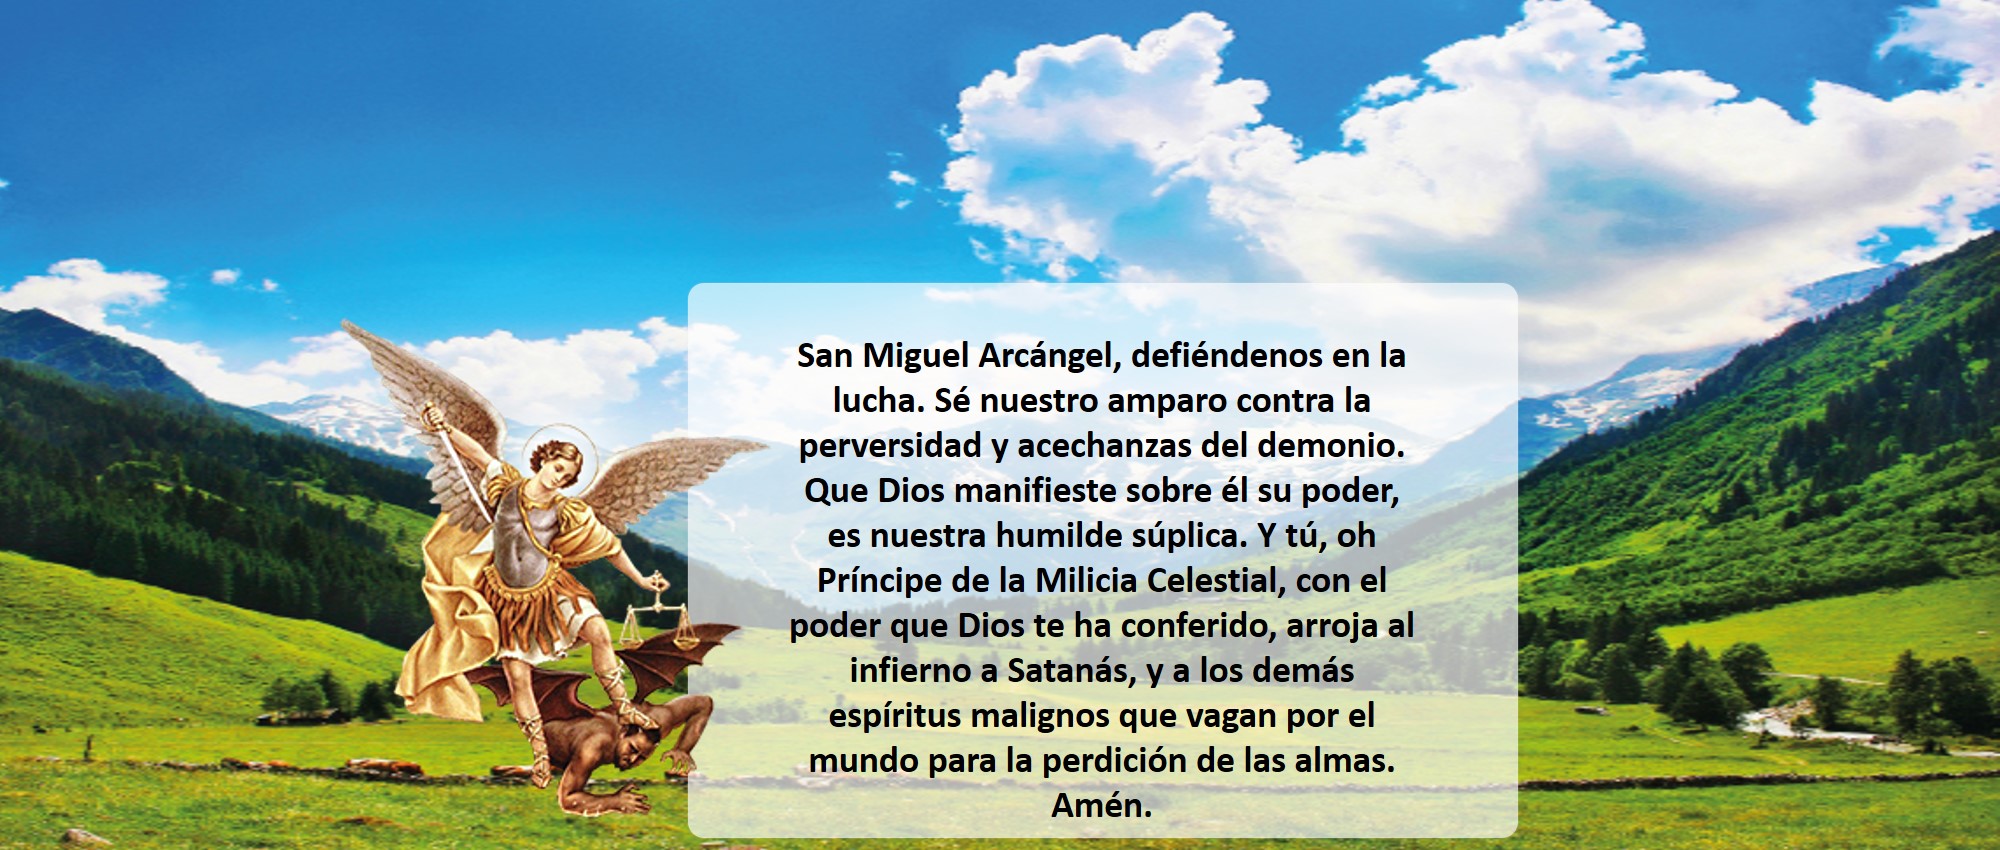 San Miguel Arcángel, defiéndenos en la
lucha. Sé nuestro amparo contra la
perversidad y acechanzas del demonio.
Que Dios manifieste sobre él su poder,
es nuestra humilde súplica. Y tú, oh
Príncipe de la Milicia Celestial, con el
poder que Dios te ha conferido, arroja al
infierno a Satanás, y a los demás
espíritus malignos que vagan por el
mundo para la perdición de las almas.
Amén.